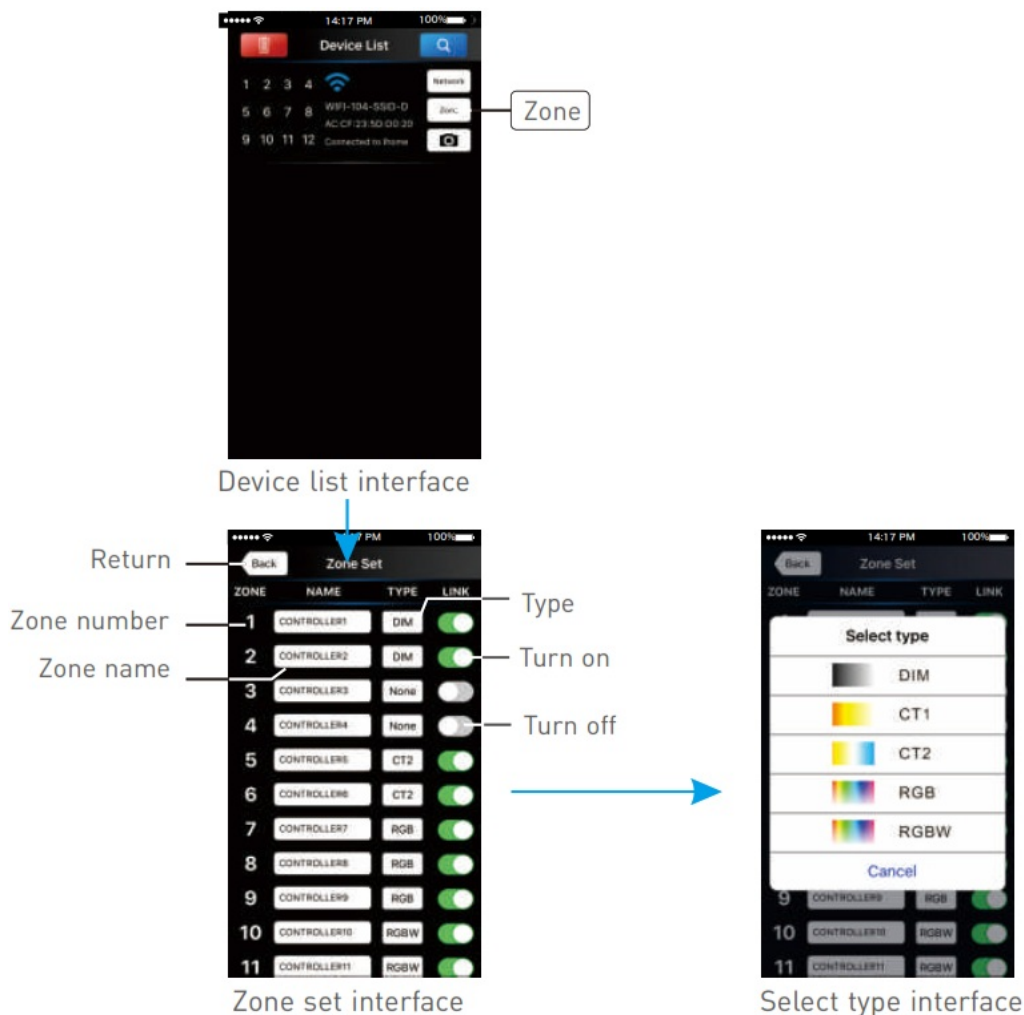 14:17 PM 100%
Device List
1 2 3 4 Network
5 6 7 8 WIFI-104-SSID-D Zone Zone
AC:CF:23:5D:D0:20
9 10 11 12 Connected to Ihome
Device list interface
17 PM 100%
Return Back Zone Set
ZONE NAME TYPE LINK
Type
Zone number 1 CONTROLLER1 DIM
Zone name 2 CONTROLLER2 DIM Turn on
3 CONTROLLER3 None
4 CONTROLLER4 None Turn off
5 CONTROLLER5 CT2
6 CONTROLLER6 CT2
7 CONTROLLER7 RGB
8 CONTROLLER8 RGB
9 CONTROLLER9 RGB
10 CONTROLLER10 RGBW
11 CONTROLLER11 RGBW
Zone set interface
14:17 PM 100%
Back Zone Set
ZONE NAME TYPE LINK
Select type
DIM
CT1
CT2
RGB
RGBW
Cancel
9 CONTROLLER9 RGB
10 CONTROLLER10 RGBW
11 CONTROLLER11 RGBW
Select type interface